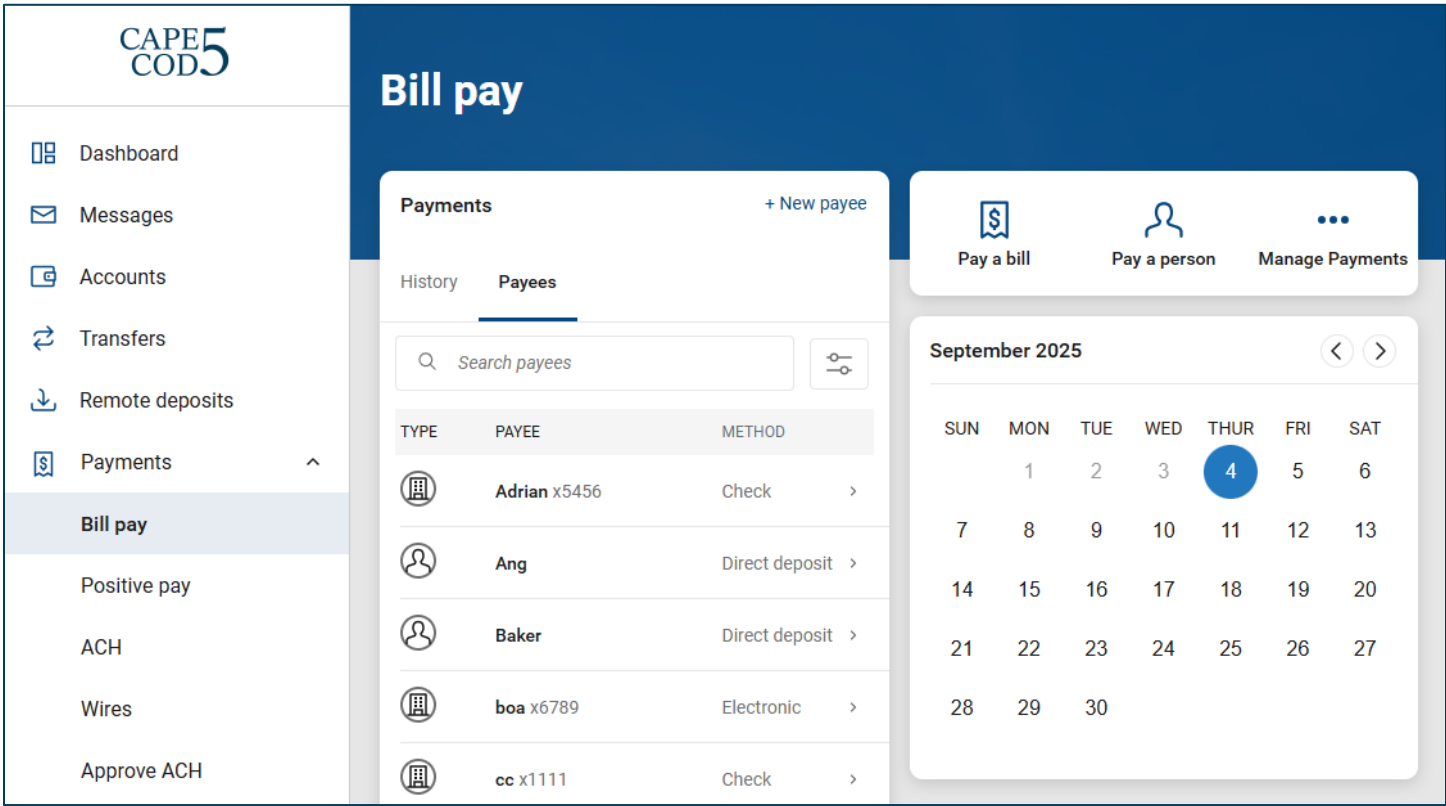 CAPE
COD 5
Dashboard
Messages
Accounts
Transfers
Remote deposits
Payments
Bill pay
Positive pay
ACH
Wires
Approve ACH
Bill pay
Payments + New payee
History Payees
Search payees
TYPE PAYEE METHOD
Adrian x5456 Check
Ang Direct deposit
Baker Direct deposit
boa x6789 Electronic
cc x1111 Check
Pay a bill Pay a person Manage Payments
September 2025
SUN MON TUE WED THUR FRI SAT
1 2 3 4 5 6
7 8 9 10 11 12 13
14 15 16 17 18 19 20
21 22 23 24 25 26 27
28 29 30